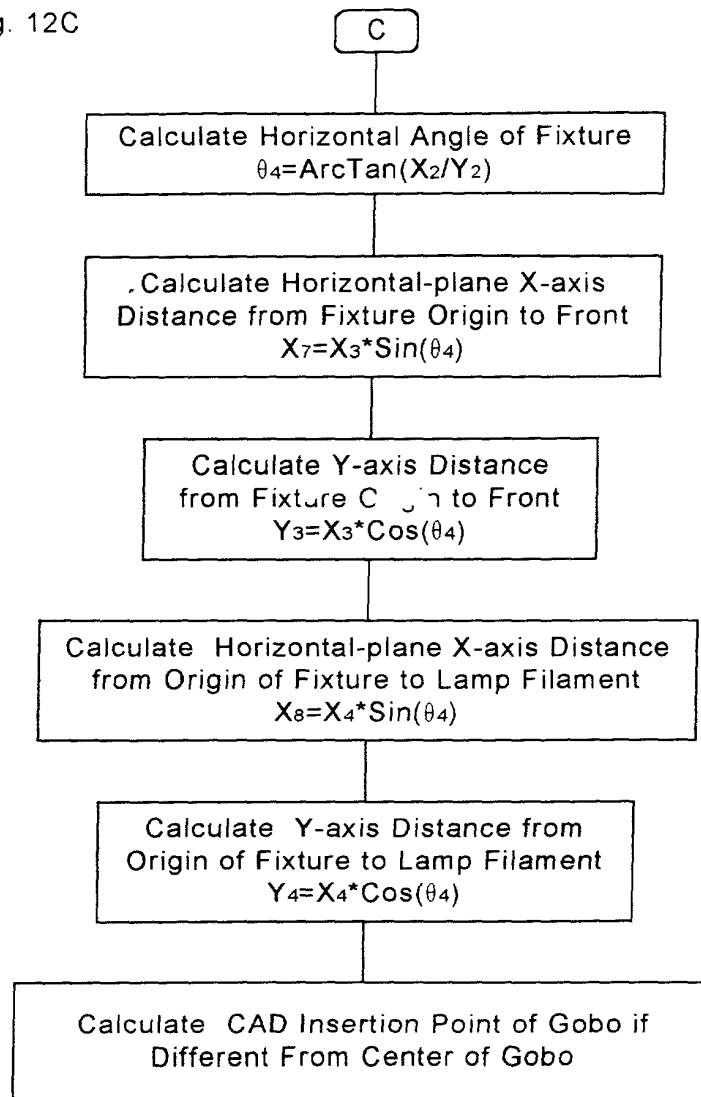 g. 12C
C
Calculate Horizontal Angle of Fixture
θ4=ArcTan(X2/Y2)
Calculate Horizontal-plane X-axis
Distance from Fixture Origin to Front
X7=X3*Sin(θ4)
Calculate Y-axis Distance
from Fixture to Front
Y3=X3*Cos(θ4)
Calculate Horizontal-plane X-axis Distance
from Origin of Fixture to Lamp Filament
X8=X4*Sin(θ4)
Calculate Y-axis Distance from
Origin of Fixture to Lamp Filament
Y4=X4*Cos(θ4)
Calculate CAD Insertion Point of Gobo if
Different From Center of Gobo